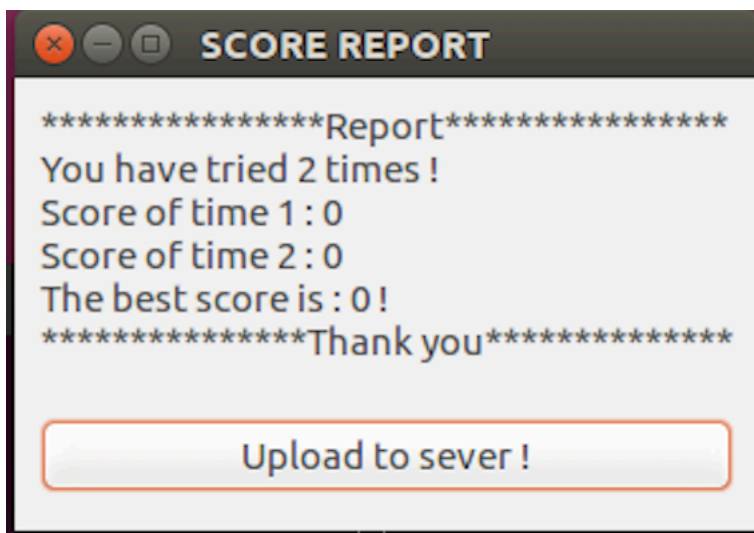 SCORE REPORT
****************Report****************
You have tried 2 times !
Score of time 1 : 0
Score of time 2 : 0
The best score is : 0 !
***************Thank you**************
Upload to sever !